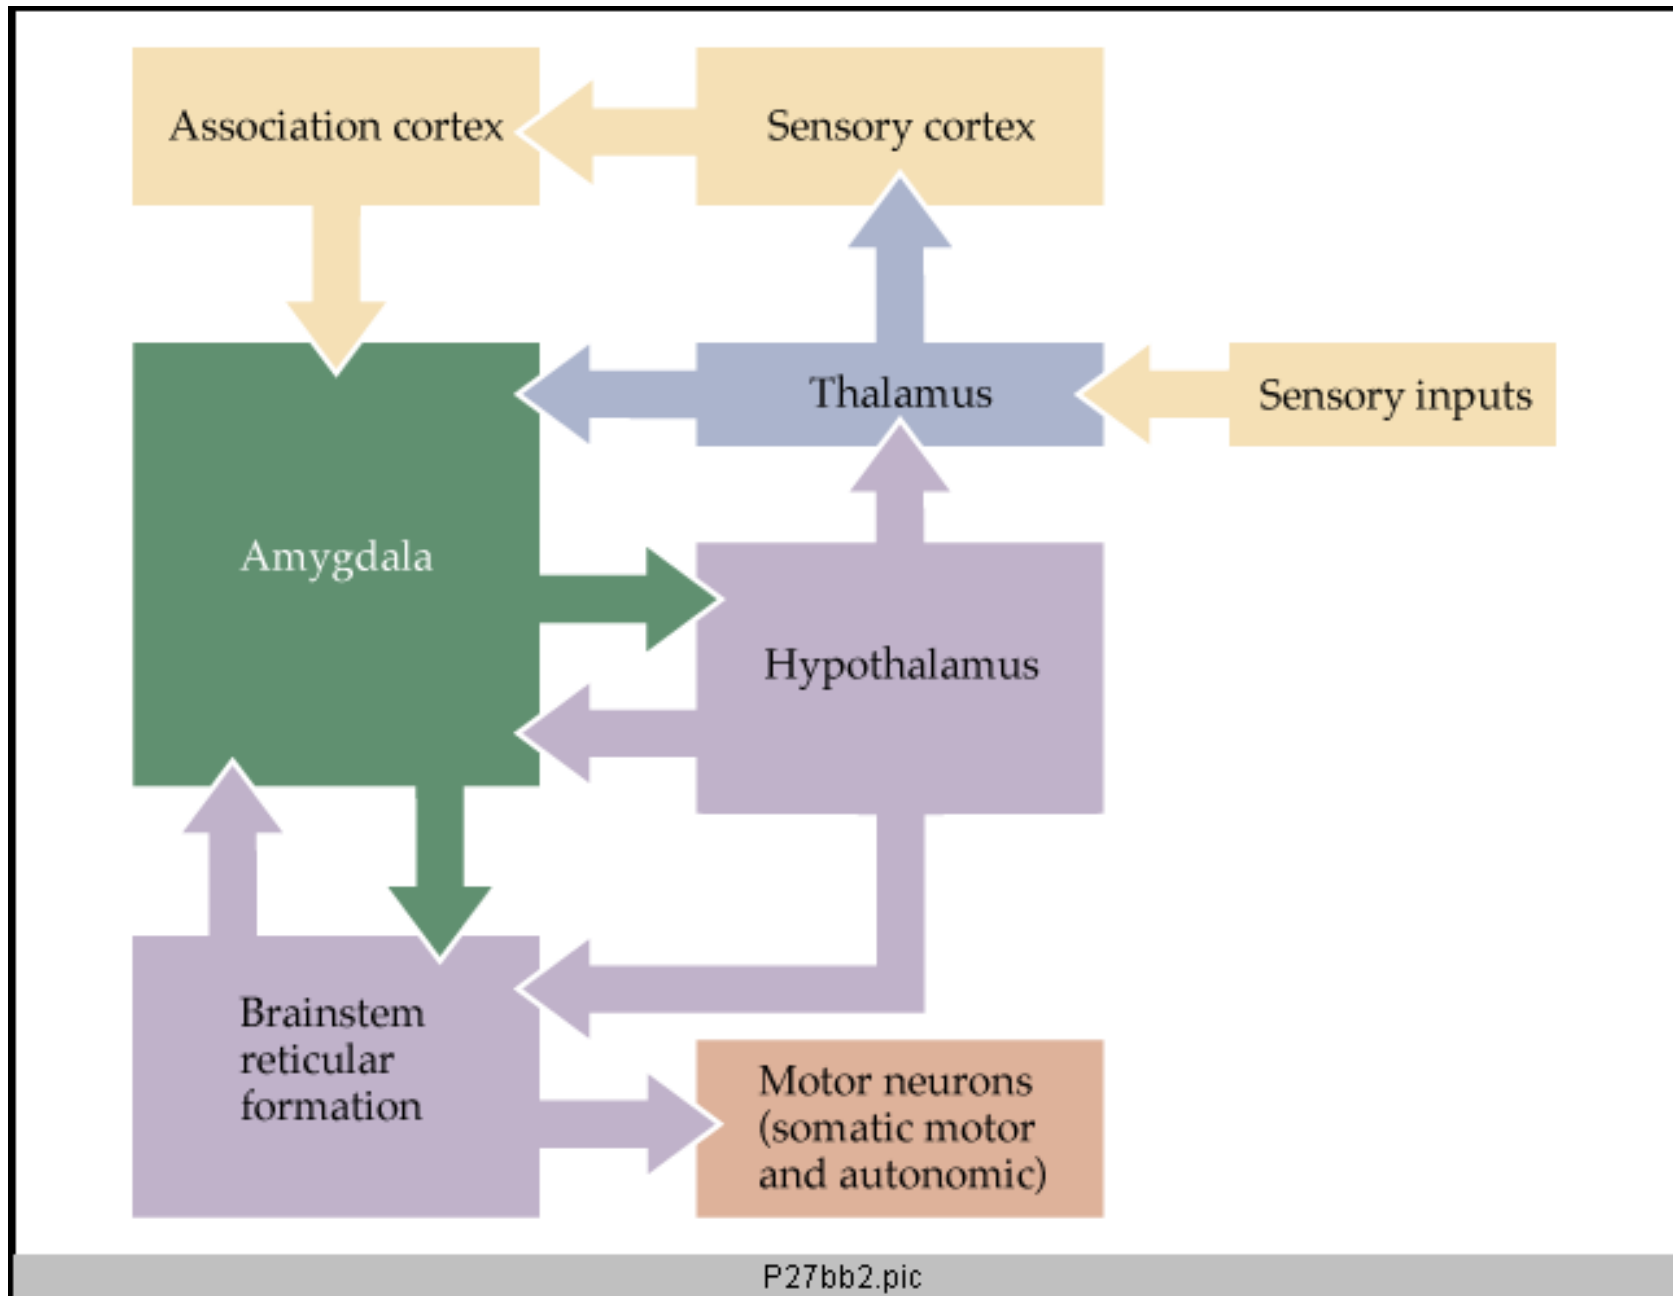 Association cortex
Sensory cortex
Thalamus
Sensory inputs
Amygdala
Hypothalamus
Brainstem
reticular
formation
Motor neurons
(somatic motor
and autonomic)
P27bb2.pic